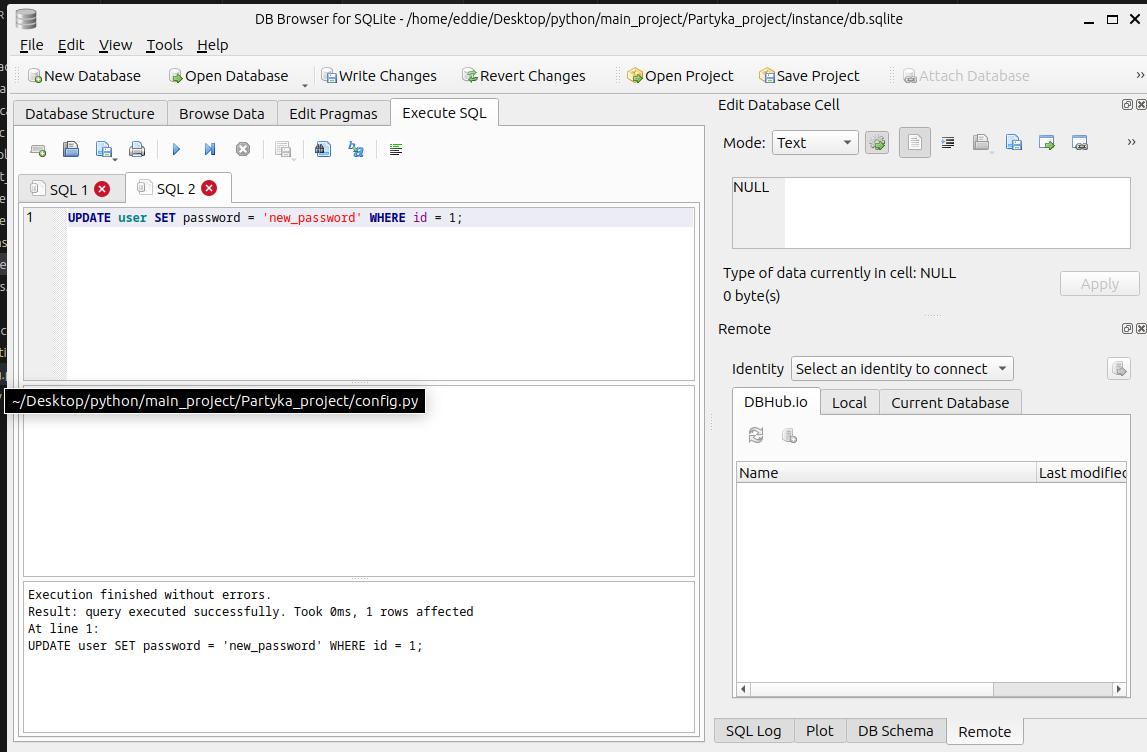 DB Browser for SQLite - /home/eddie/Desktop/python/main_project/Partyka_project/instance/db.sqlite
File Edit View Tools Help
New Database Open Database Write Changes Revert Changes Open Project Save Project Attach Database »
Database Structure Browse Data Edit Pragmas Execute SQL
SQL 1 SQL 2
1 UPDATE user SET password = 'new_password' WHERE id = 1;
~/Desktop/python/main_project/Partyka_project/config.py
Execution finished without errors.
Result: query executed successfully. Took 0ms, 1 rows affected
At line 1:
UPDATE user SET password = 'new_password' WHERE id = 1;
Edit Database Cell
Mode: Text »
NULL
Type of data currently in cell: NULL
0 byte(s)
Apply
Remote
Identity Select an identity to connect
DBHub.io Local Current Database
Name Last modified
SQL Log Plot DB Schema Remote